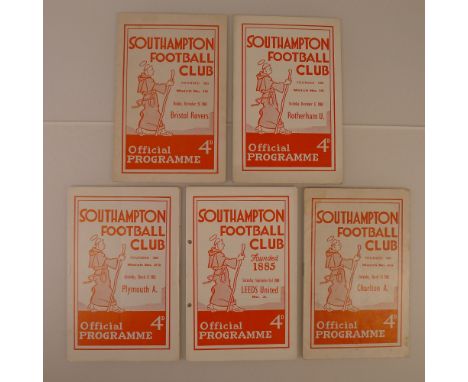 SOUTHAMPTON
FOOTBALL
CLUB
Bristol Rovers
Official
PROGRAMME
4D
SOUTHAMPTON
FOOTBALL
CLUB
Rotherham U.
Official
PROGRAMME
4D
SOUTHAMPTON
FOOTBALL
CLUB
Plymouth A.
Official
PROGRAMME
4D
SOUTHAMPTON
FOOTBALL
CLUB
Founded
1885
LEEDS United
Official
PROGRAMME
4D
SOUTHAMPTON
FOOTBALL
CLUB
Charlton A.
Official
PROGRAMME
4D